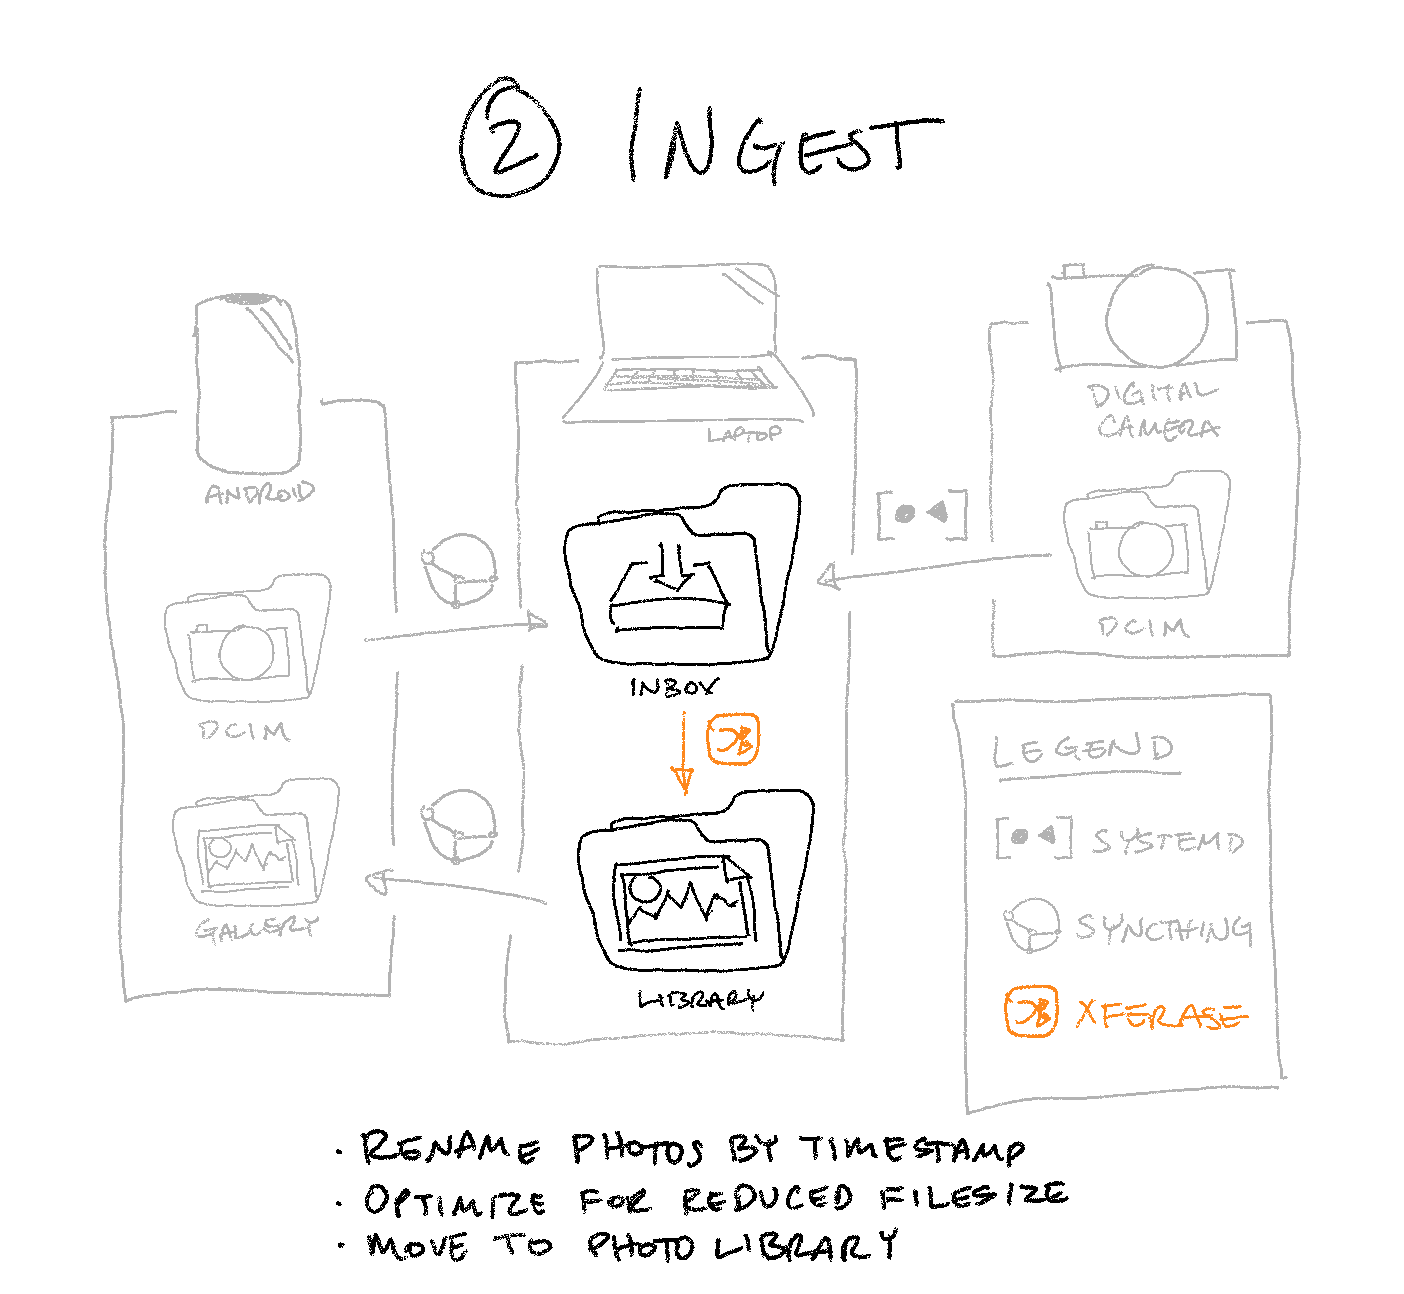 2 INGEST
ANDROID
DCIM
GALLERY
LAPTOP
INBOX
LIBRARY
DIGITAL
CAMERA
DCIM
LEGEND
SYSTEMD
SYNCTHING
XFERASE
· RENAME PHOTOS BY TIMESTAMP
· OPTIMIZE FOR REDUCED FILESIZE
· MOVE TO PHOTO LIBRARY